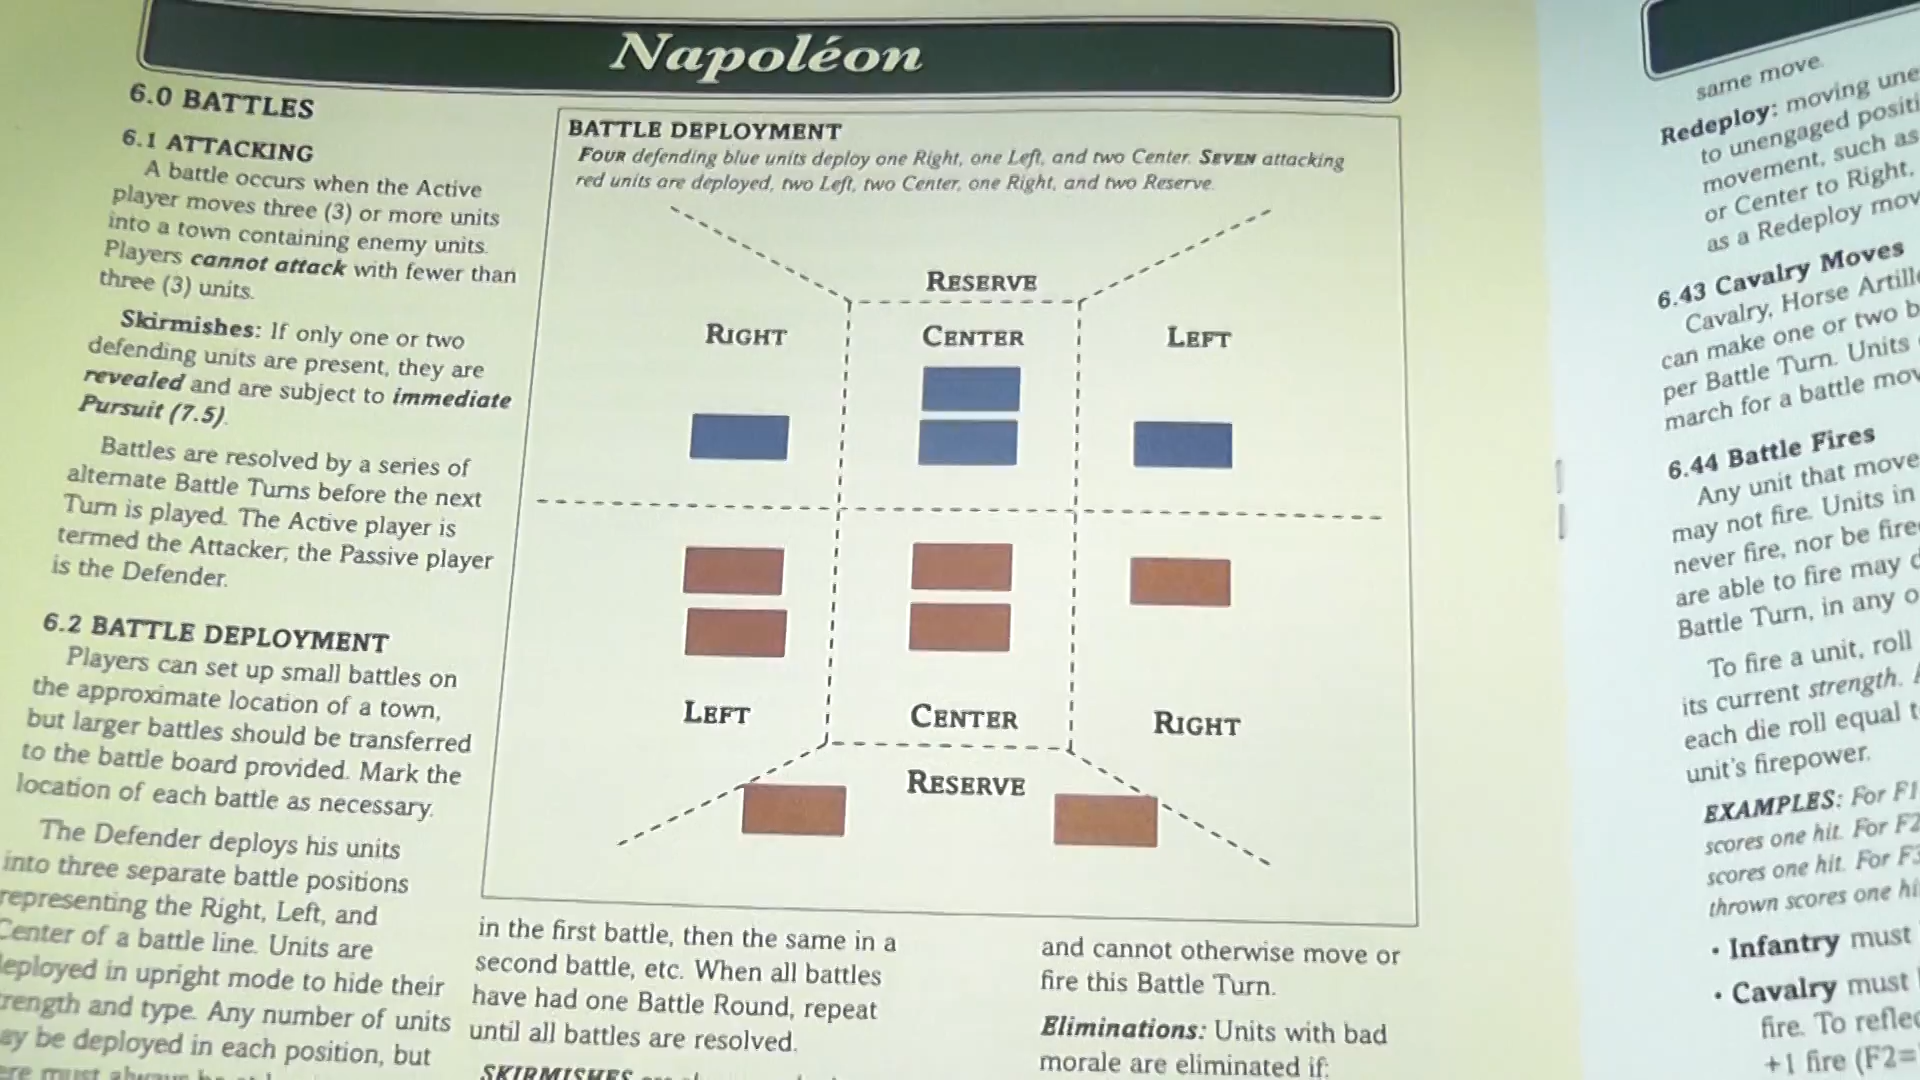 Napoléon
6.0 BATTLES
6.1 ATTACKING
A battle occurs when the Active
player moves three (3) or more units
into a town containing enemy units.
Players cannot attack with fewer than
three (3) units.
Skirmishes: If only one or two
defending units are present, they are
revealed and are subject to immediate
Pursuit (7.5).
Battles are resolved by a series of
alternate Battle Turns before the next
Turn is played. The Active player is
termed the Attacker; the Passive player
is the Defender.
6.2 BATTLE DEPLOYMENT
Players can set up small battles on
the approximate location of a town,
but larger battles should be transferred
to the battle board provided. Mark the
location of each battle as necessary.
The Defender deploys his units
into three separate battle positions
representing the Right, Left, and
Center of a battle line. Units are
deployed in upright mode to hide their
strength and type. Any number of units
may be deployed in each position, but
BATTLE DEPLOYMENT
FOUR defending blue units deploy one Right, one Left, and two Center. SEVEN attacking
red units are deployed, two Left, two Center, one Right, and two Reserve.
RESERVE
RIGHT CENTER LEFT
LEFT CENTER RIGHT
RESERVE
in the first battle, then the same in a
second battle, etc. When all battles
have had one Battle Round, repeat
until all battles are resolved.
SKIRMISHES
and cannot otherwise move or
fire this Battle Turn.
Eliminations: Units with bad
morale are eliminated if:
same move.
Redeploy: moving une
to unengaged positi
movement, such as
or Center to Right,
as a Redeploy mov
6.43 Cavalry Moves
Cavalry, Horse Artille
can make one or two b
per Battle Turn. Units
march for a battle mov
6.44 Battle Fires
Any unit that move
may not fire. Units in
never fire, nor be fire
are able to fire may d
Battle Turn, in any o
To fire a unit, roll
its current strength. A
each die roll equal t
unit's firepower.
EXAMPLES: For F1
scores one hit. For F2
scores one hit. For F3
thrown scores one hi
• Infantry must
• Cavalry must
fire. To reflec
+1 fire (F2=